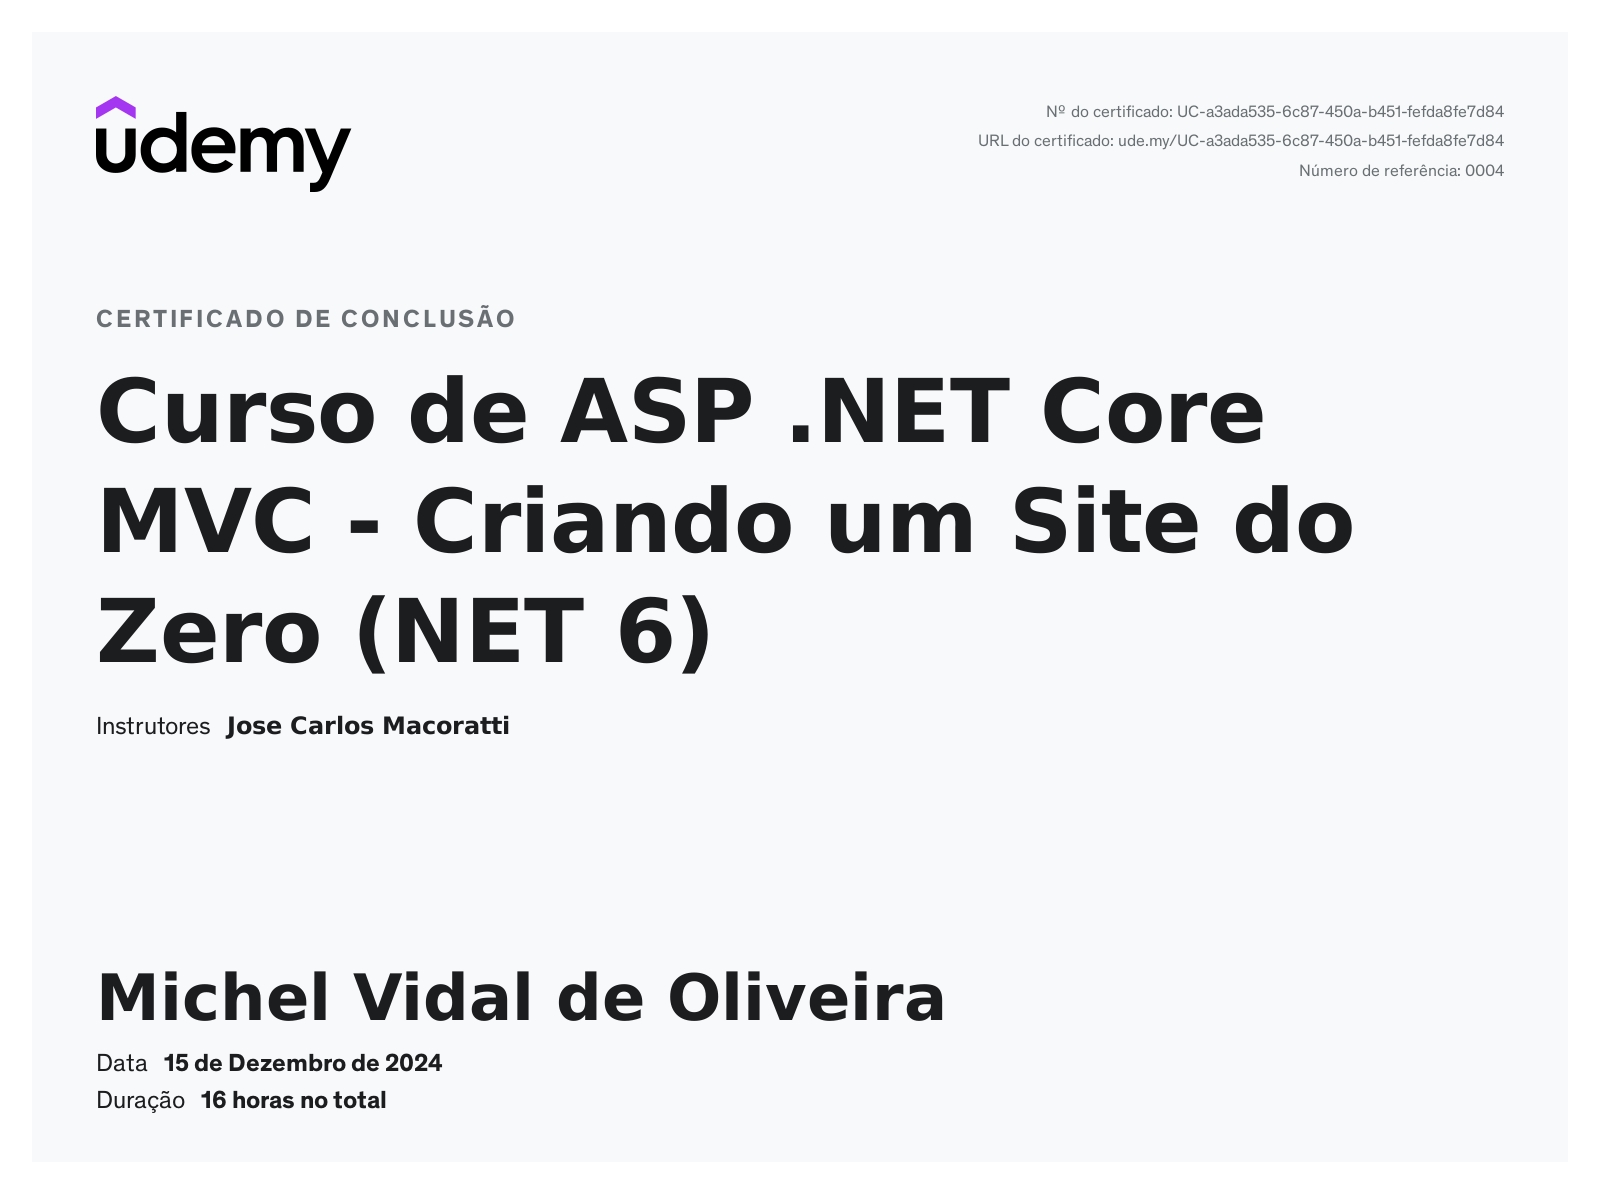 udemy
Nº do certificado: UC-a3ada535-6c87-450a-b451-fefda8fe7d84
URL do certificado: ude.my/UC-a3ada535-6c87-450a-b451-fefda8fe7d84
Número de referência: 0004
CERTIFICADO DE CONCLUSÃO
Curso de ASP .NET Core
MVC - Criando um Site do
Zero (NET 6)
Instrutores Jose Carlos Macoratti
Michel Vidal de Oliveira
Data 15 de Dezembro de 2024
Duração 16 horas no total